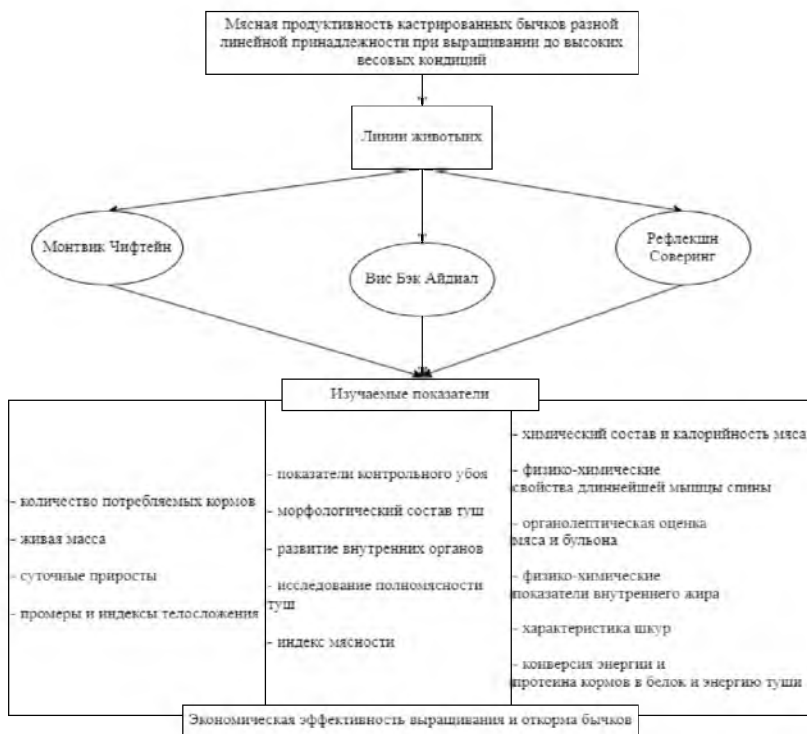 Мясная продуктивность кастрированных бычков разной
линейной принадлежности при выращивании до высоких
весовых кондиций
Линии животных
Монтвик Чифтейн
Вис Бэк Айдиал
Рефлекшн
Соверинг
Изучаемые показатели
- количество потребляемых кормов
- живая масса
- суточные приросты
- промеры и индексы телосложения
- показатели контрольного убоя
- морфологический состав туш
- развитие внутренних органов
- исследование полномясности
туш
- индекс мясности
- химический состав и калорийность мяса
- физико-химические
свойства длиннейшей мышцы спины
- органолептическая оценка
мяса и бульона
- физико-химические
показатели внутреннего жира
- характеристика шкур
- конверсия энергии и
протеина кормов в белок и энергию туши
Экономическая эффективность выращивания и откорма бычков